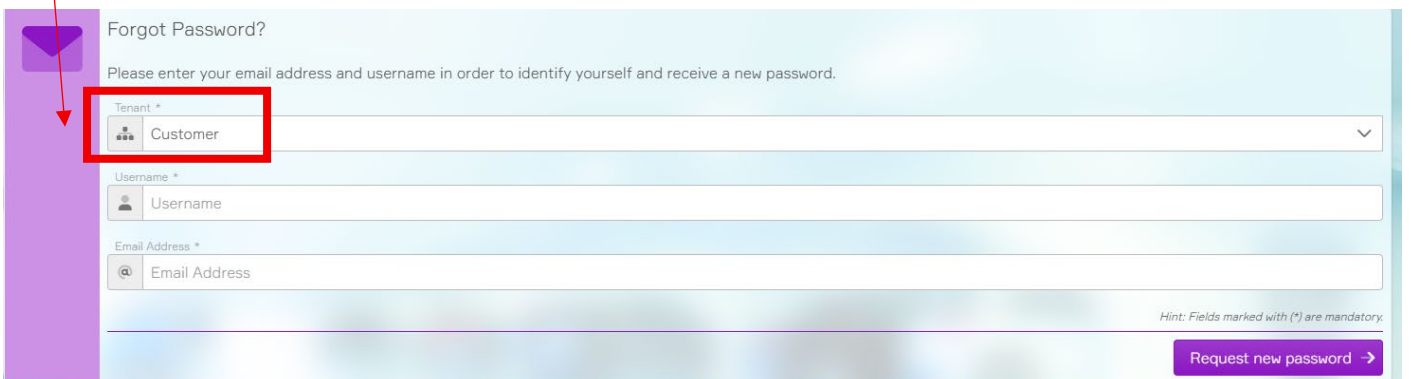 Forgot Password?
Please enter your email address and username in order to identify yourself and receive a new password.
Tenant *
Customer
Username *
Username
Email Address *
@ Email Address
Hint: Fields marked with (*) are mandatory.
Request new password →